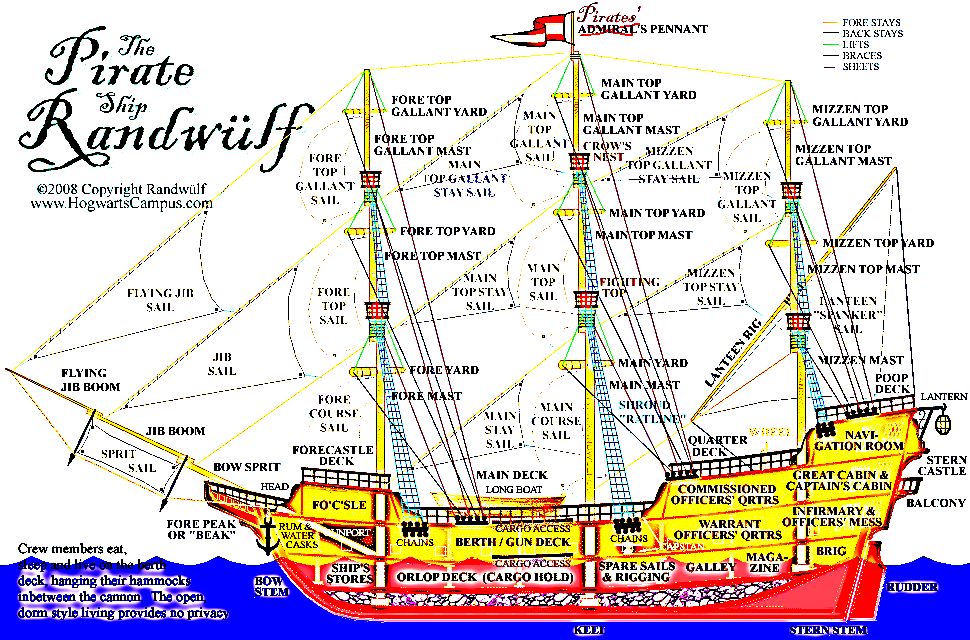 The
Pirate
Ship
Randwülf
©2008 Copyright Randwülf
www.HogwartsCampus.com
Pirates'
ADMIRAL'S PENNANT
FORE STAYS
BACK STAYS
LIFTS
BRACES
SHEETS
FORE TOP
GALLANT YARD
MAIN TOP
GALLANT YARD
MIZZEN TOP
GALLANT YARD
FORE TOP
GALLANT MAST
MAIN
TOP
GALLANT
SAIL
MAIN TOP
GALLANT MAST
CROW'S
NEST
MIZZEN TOP
GALLANT MAST
FORE
TOP
GALLANT
SAIL
MAIN
TOP GALLANT
STAY SAIL
MIZZEN
TOP GALLANT
STAY SAIL
MIZZEN
TOP
GALLANT
SAIL
FORE TOP YARD
MAIN TOP YARD
MIZZEN TOP YARD
FORE TOP MAST
MAIN TOP MAST
MIZZEN TOP MAST
FLYING JIB
SAIL
FORE
TOP
SAIL
MAIN
TOP STAY
SAIL
MAIN
TOP
SAIL
FIGHTING
TOP
MIZZEN
TOP STAY
SAIL
LANTEEN
"SPANKER"
SAIL
LANTEEN RIG
JIB
SAIL
FORE YARD
MAIN YARD
MIZZEN MAST
FLYING
JIB BOOM
FORE MAST
MAIN MAST
POOP
DECK
LANTERN
FORE
COURSE
SAIL
MAIN
STAY
SAIL
MAIN
COURSE
SAIL
SHROUD
"RATLINE"
JIB BOOM
SPRIT
SAIL
BOW SPRIT
FORECASTLE
DECK
QUARTER
DECK
NAVI-
GATION ROOM
STERN
CASTLE
HEAD
MAIN DECK
LONG BOAT
GREAT CABIN &
CAPTAIN'S CABIN
BALCONY
FO'C'SLE
COMMISSIONED
OFFICERS' QRTRS
FORE PEAK
OR "BEAK"
RUM &
WATER
CASKS
GUNPORT
CHAINS
CARGO ACCESS
BERTH / GUN DECK
CHAINS
WARRANT
OFFICERS' QRTRS
INFIRMARY &
OFFICERS' MESS
CAPSTAN
CARGO ACCESS
SHIP'S
STORES
ORLOP DECK (CARGO HOLD)
SPARE SAILS
& RIGGING
GALLEY
MAGA-
ZINE
BRIG
BOW
STEM
RUDDER
KEEL
STERN STEM
Crew members eat,
sleep and live on the berth
deck, hanging their hammocks
inbetween the cannon. The open,
dorm style living provides no privacy.